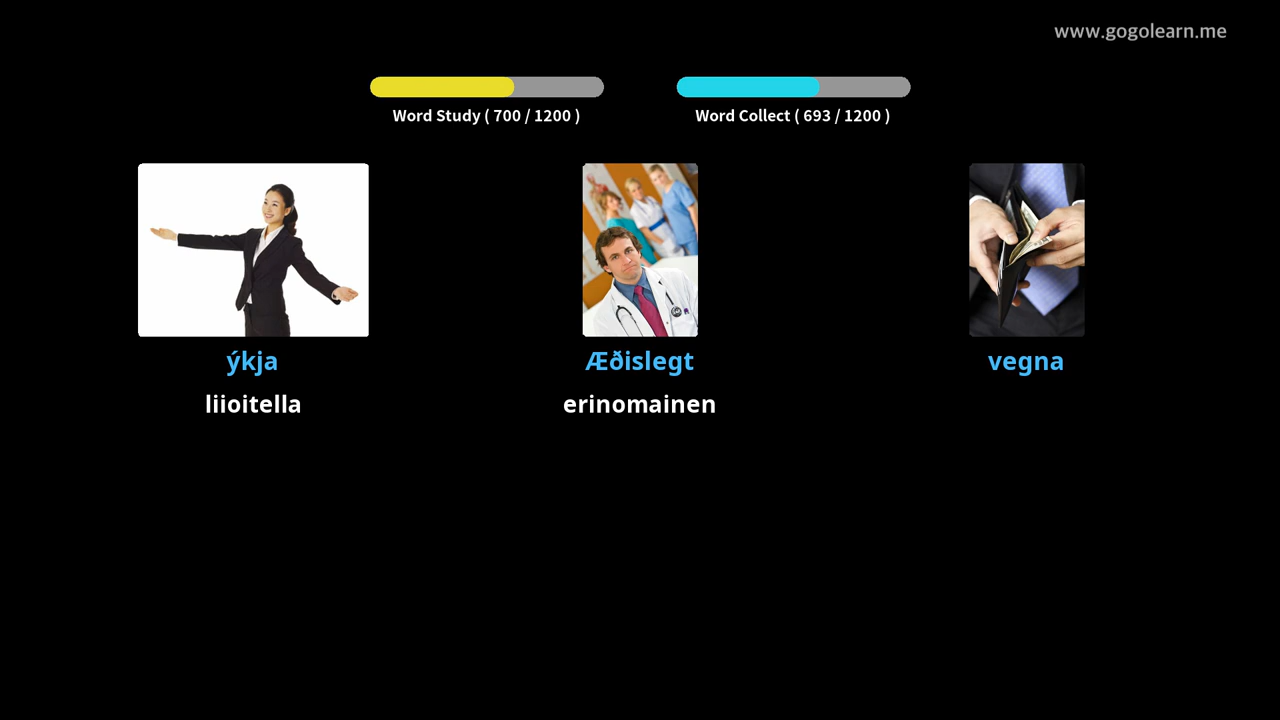 www.gogolearn.me
Word Study ( 700 / 1200 )
Word Collect ( 693 / 1200 )
ýkja
Æðislegt
vegna
liioitella
erinomainen